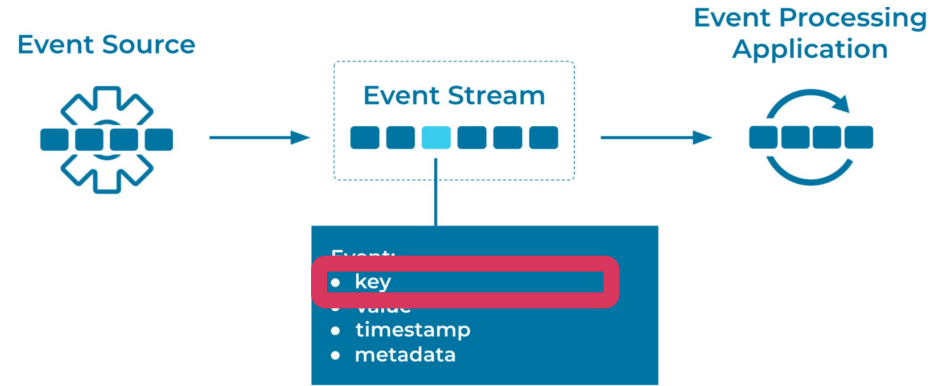 Event Source
Event Stream
Event Processing
Application
Event:
• key
• value
• timestamp
• metadata